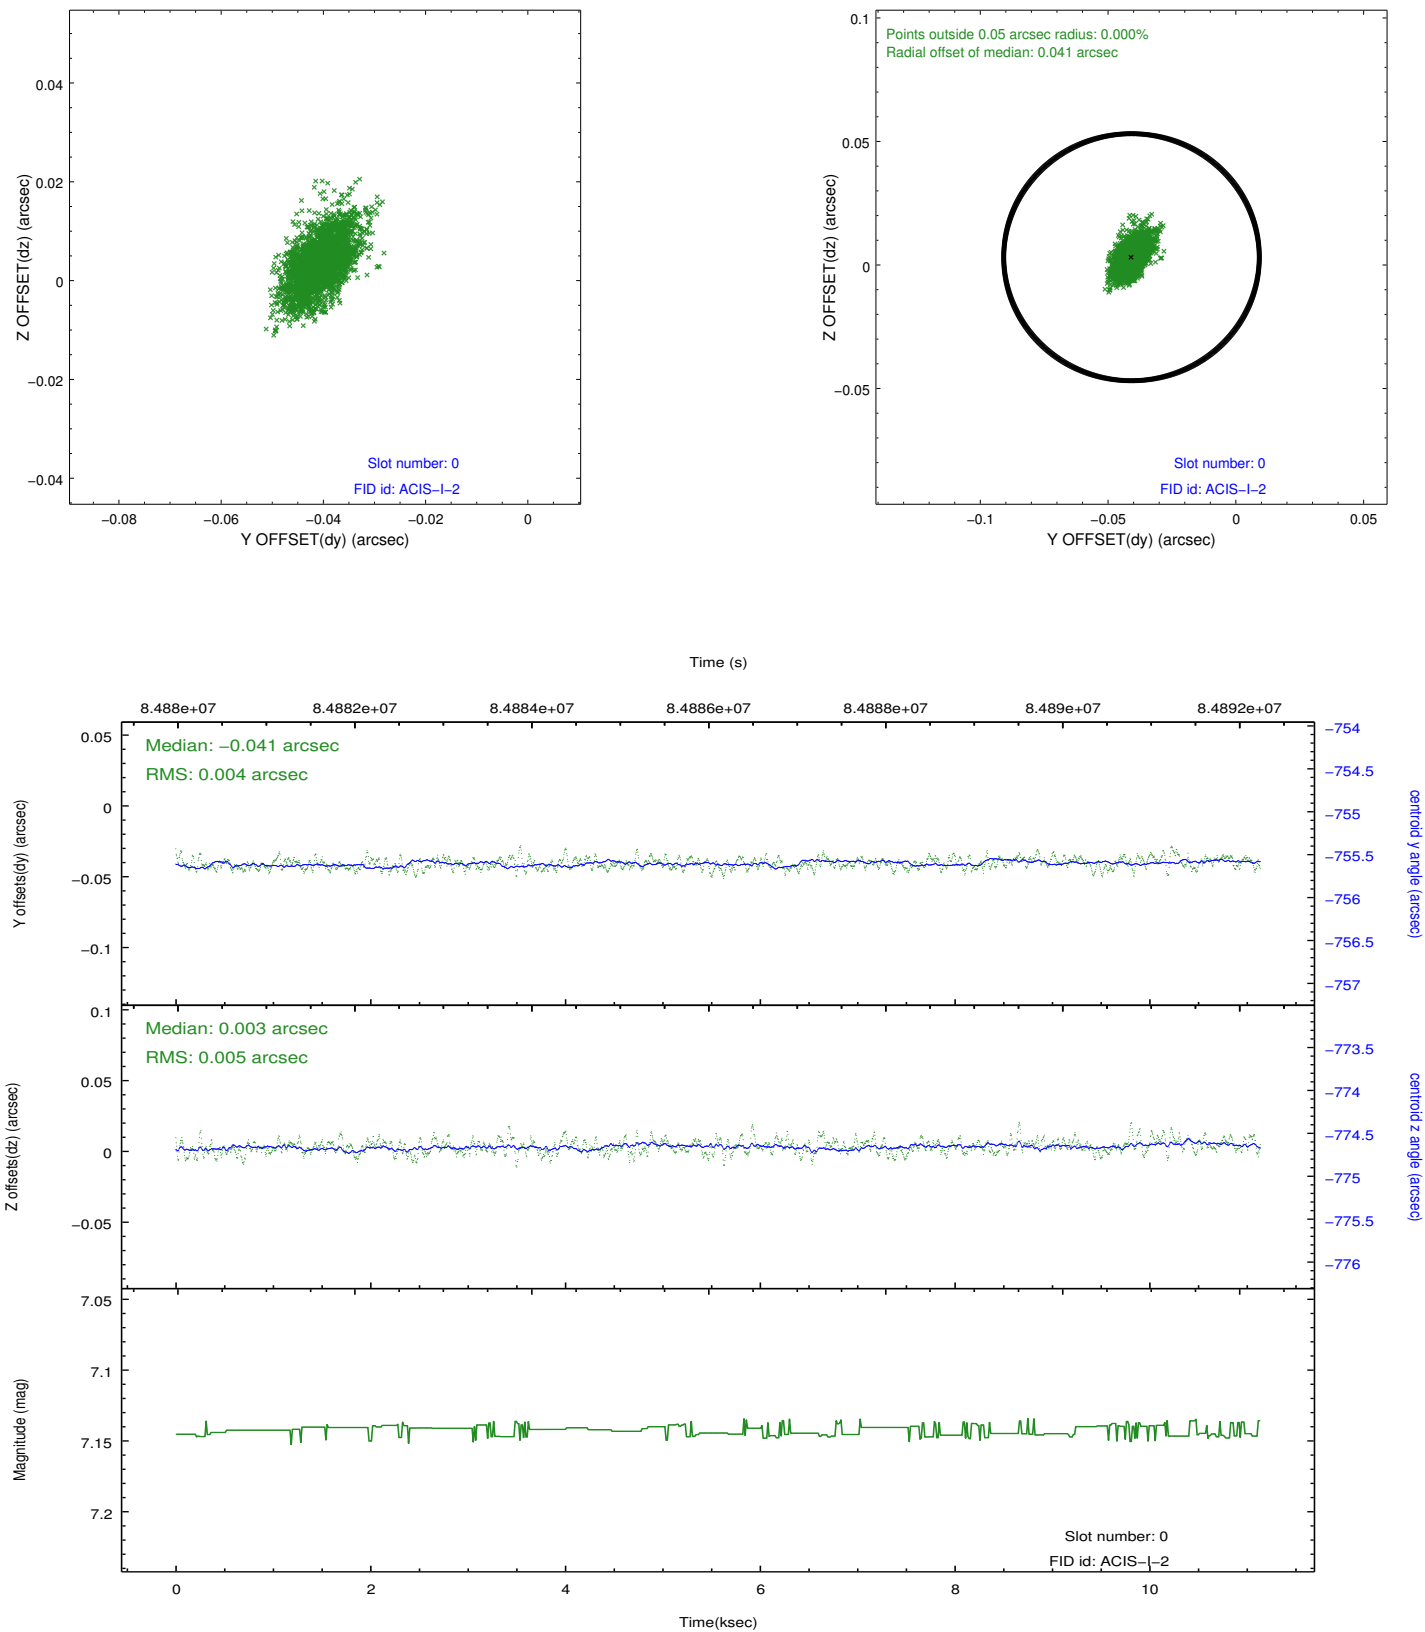 0.04
0.02
0
−0.02
−0.04
Z OFFSET(dz) (arcsec)
Slot number: 0
FID id: ACIS−I−2
−0.08
−0.06
−0.04
−0.02
0
Y OFFSET(dy) (arcsec)
0.1
0.05
0
−0.05
Z OFFSET(dz) (arcsec)
Points outside 0.05 arcsec radius: 0.000%
Radial offset of median: 0.041 arcsec
Slot number: 0
FID id: ACIS−I−2
−0.1
−0.05
0
0.05
Y OFFSET(dy) (arcsec)
Time (s)
8.488e+07
8.4882e+07
8.4884e+07
8.4886e+07
8.4888e+07
8.489e+07
8.4892e+07
0.05
0
−0.05
−0.1
Y offsets(dy) (arcsec)
Median: −0.041 arcsec
RMS: 0.004 arcsec
−754
−754.5
−755
−755.5
−756
−756.5
−757
centroid y angle (arcsec)
0.1
0.05
0
−0.05
Z offsets(dz) (arcsec)
Median: 0.003 arcsec
RMS: 0.005 arcsec
−773.5
−774
−774.5
−775
−775.5
−776
centroid z angle (arcsec)
7.05
7.1
7.15
7.2
Magnitude (mag)
Slot number: 0
FID id: ACIS−I−2
0
2
4
6
8
10
Time(ksec)